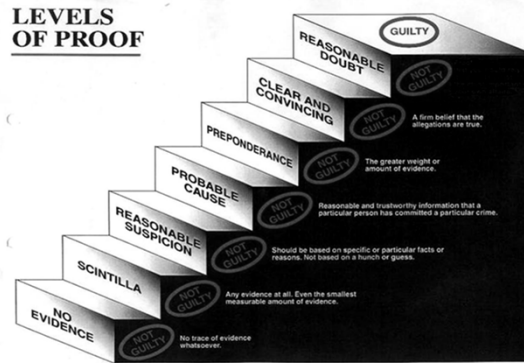 LEVELS
OF PROOF
GUILTY
REASONABLE
DOUBT
NOT
GUILTY
CLEAR AND
CONVINCING
NOT
GUILTY
A firm belief that the
allegations are true.
PREPONDERANCE
NOT
GUILTY
The greater weight or
amount of evidence.
PROBABLE
CAUSE
NOT
GUILTY
Reasonable and trustworthy information that a
particular person has committed a particular crime.
REASONABLE
SUSPICION
NOT
GUILTY
Should be based on specific or particular facts or
reasons. Not based on a hunch or guess.
SCINTILLA
NOT
GUILTY
Any evidence at all. Even the smallest
measurable amount of evidence.
NO
EVIDENCE
NOT
GUILTY
No trace of evidence
whatsoever.